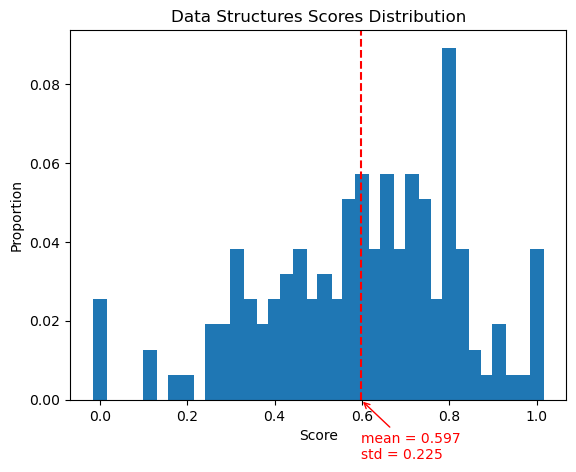 Data Structures Scores Distribution
Proportion
0.08
0.06
0.04
0.02
0.00
0.0 0.2 0.4 0.6 0.8 1.0
Score
mean = 0.597
std = 0.225